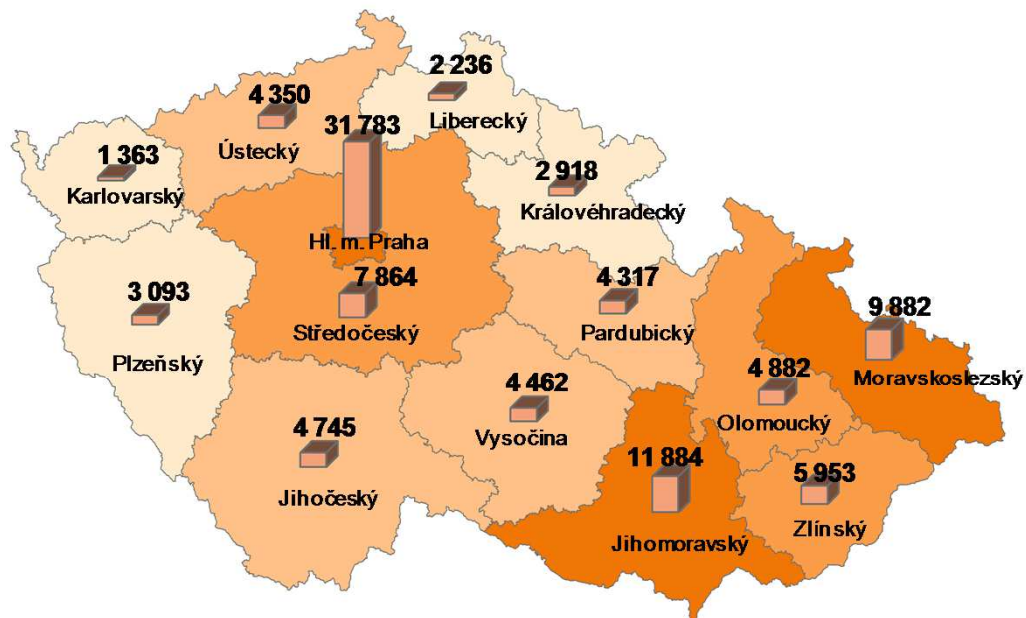 2 236
Liberecký
4 350
Ústecký
31 783
Hl. m. Praha
1 363
Karlovarský
2 918
Královéhradecký
7 864
Středočeský
4 317
Pardubický
3 093
Plzeňský
9 882
Moravskoslezský
4 462
Vysočina
4 882
Olomoucký
4 745
Jihočeský
11 884
Jihomoravský
5 953
Zlínský